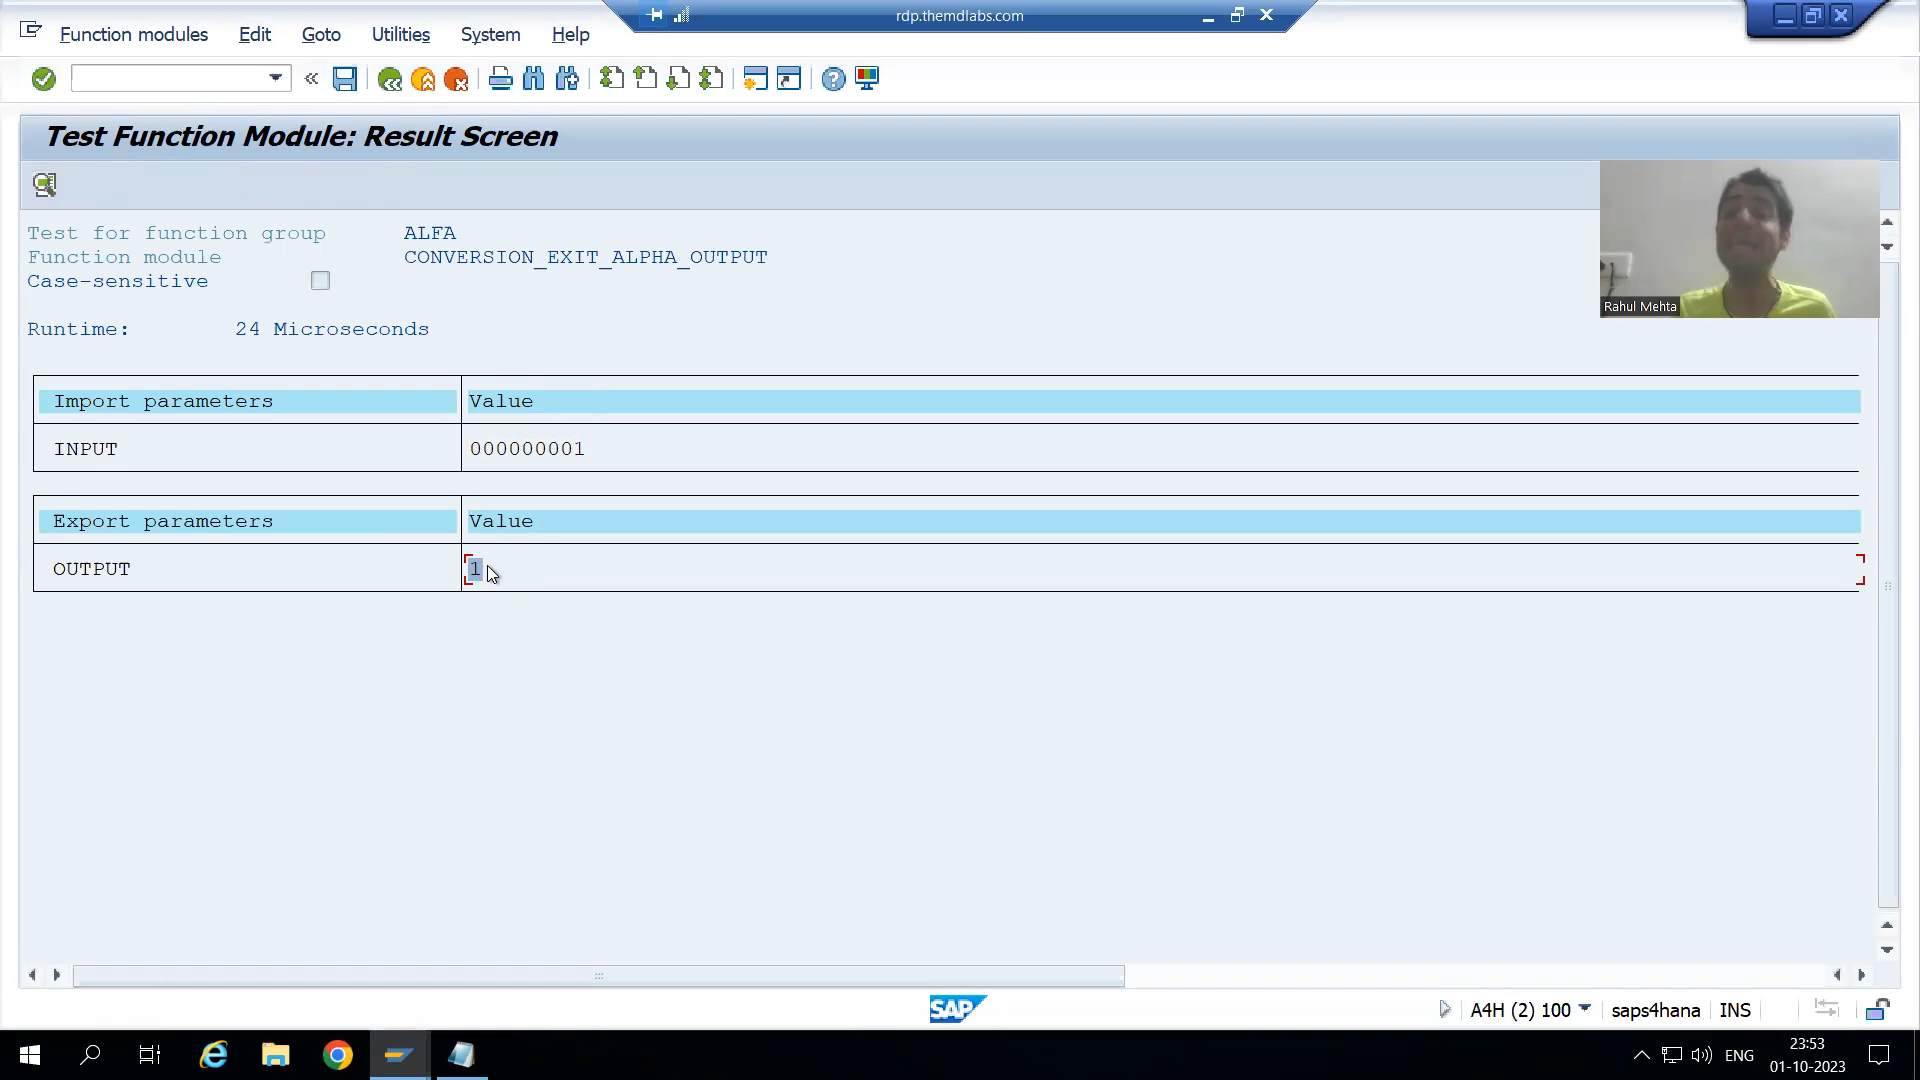 rdp.themdlabs.com
Function modules Edit Goto Utilities System Help
Test Function Module: Result Screen
Test for function group ALFA
Function module CONVERSION_EXIT_ALPHA_OUTPUT
Case-sensitive
Rahul Mehta
Runtime: 24 Microseconds
Import parameters Value
INPUT 000000001
Export parameters Value
OUTPUT 1
SAP
A4H (2) 100 saps4hana INS
ENG
23:53
01-10-2023